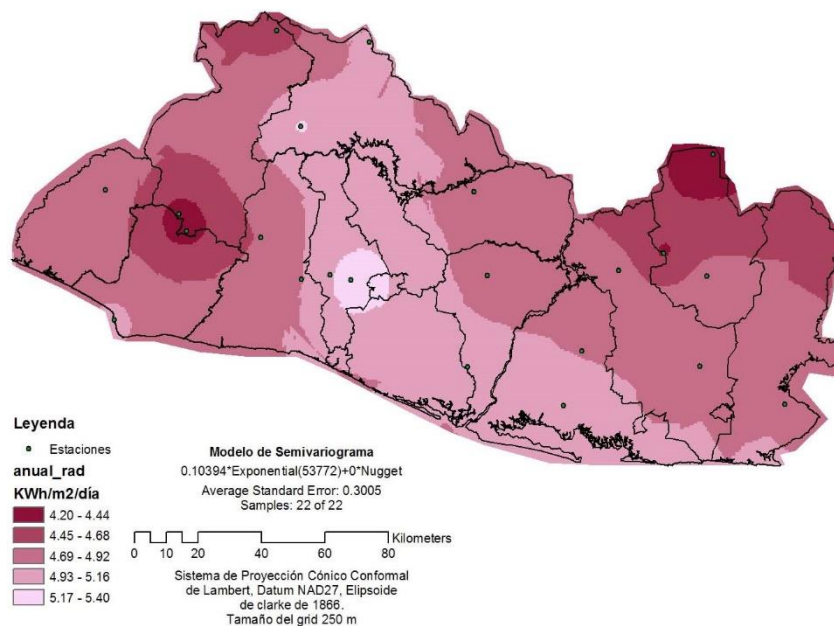 Leyenda
Estaciones
anual_rad
KWh/m2/día
4.20 - 4.44
4.45 - 4.68
4.69 - 4.92
4.93 - 5.16
5.17 - 5.40
Modelo de Semivariograma
0.10394*Exponential(53772)+0*Nugget
Average Standard Error: 0.3005
Samples: 22 of 22
Kilometers
0 10 20 40 60 80
Sistema de Proyección Cónico Conformal
de Lambert, Datum NAD27, Elipsoide
de clarke de 1866.
Tamaño del grid 250 m